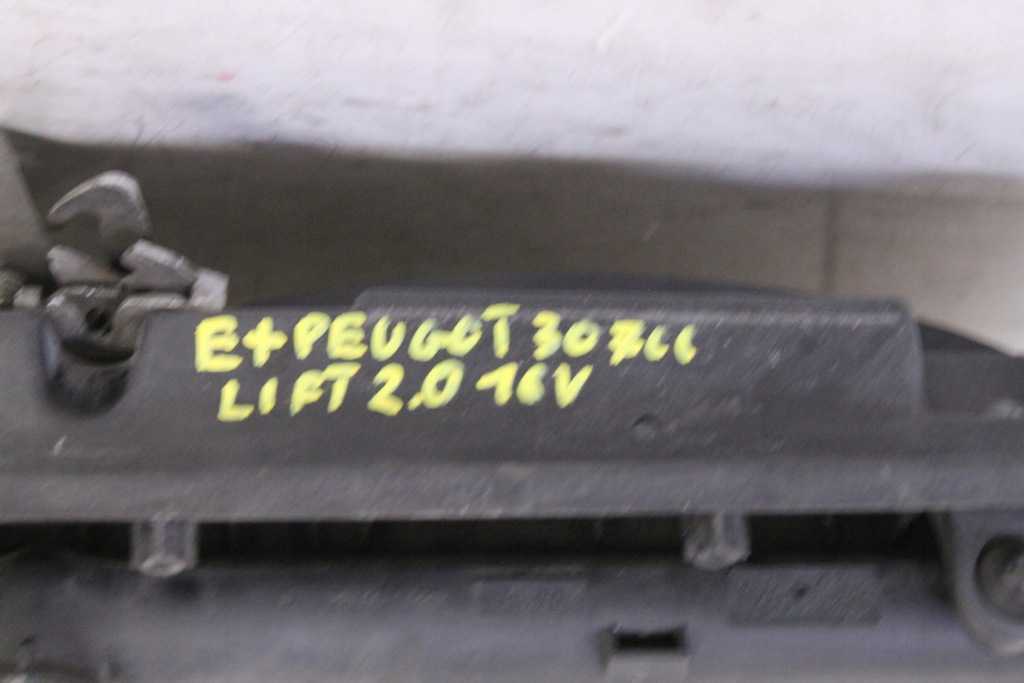 E+PEUGOT 307CC
LIFT 2.0 16V